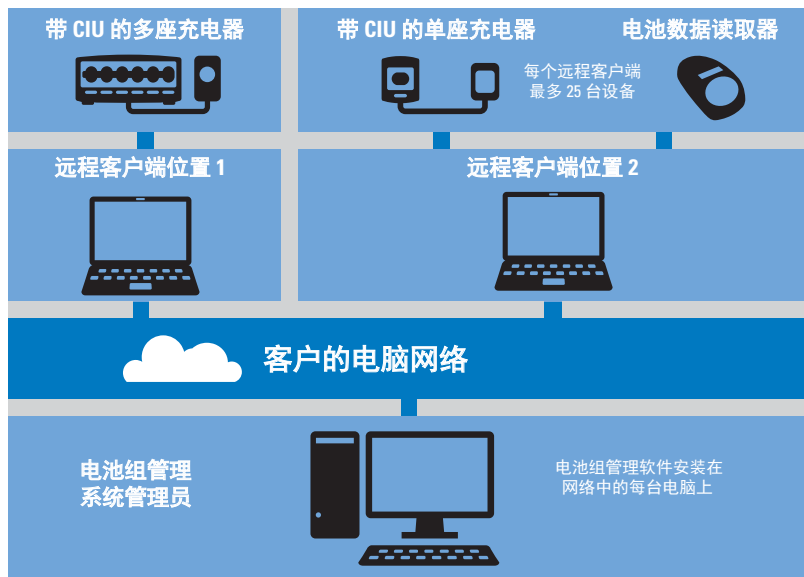 带 CIU 的多座充电器
带 CIU 的单座充电器
电池数据读取器
每个远程客户端
最多 25 台设备
远程客户端位置 1
远程客户端位置 2
客户的电脑网络
电池组管理
系统管理员
电池组管理软件安装在
网络中的每台电脑上